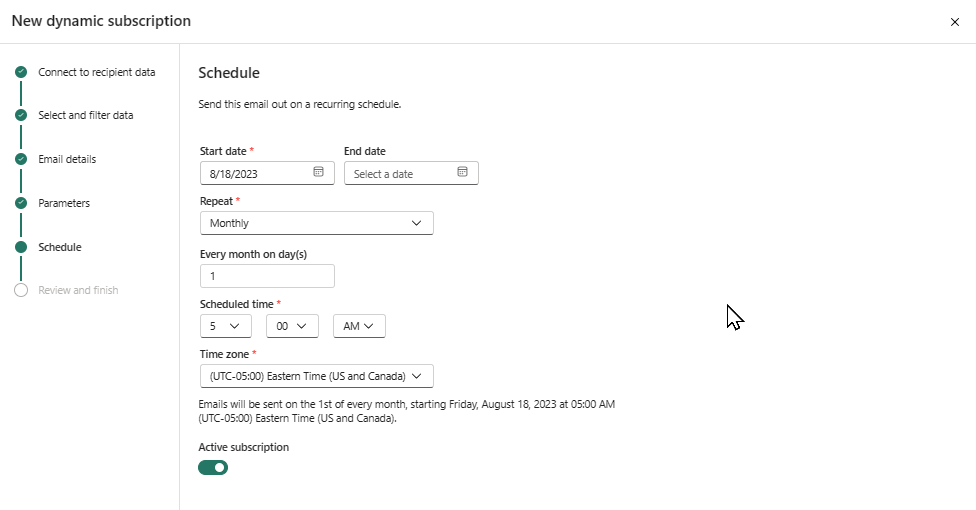 New dynamic subscription
Connect to recipient data
Select and filter data
Email details
Parameters
Schedule
Review and finish
Schedule
Send this email out on a recurring schedule.
Start date *
End date
8/18/2023
Select a date
Repeat *
Monthly
Every month on day(s)
1
Scheduled time *
5
00
AM
Time zone *
(UTC-05:00) Eastern Time (US and Canada)
Emails will be sent on the 1st of every month, starting Friday, August 18, 2023 at 05:00 AM
(UTC-05:00) Eastern Time (US and Canada).
Active subscription